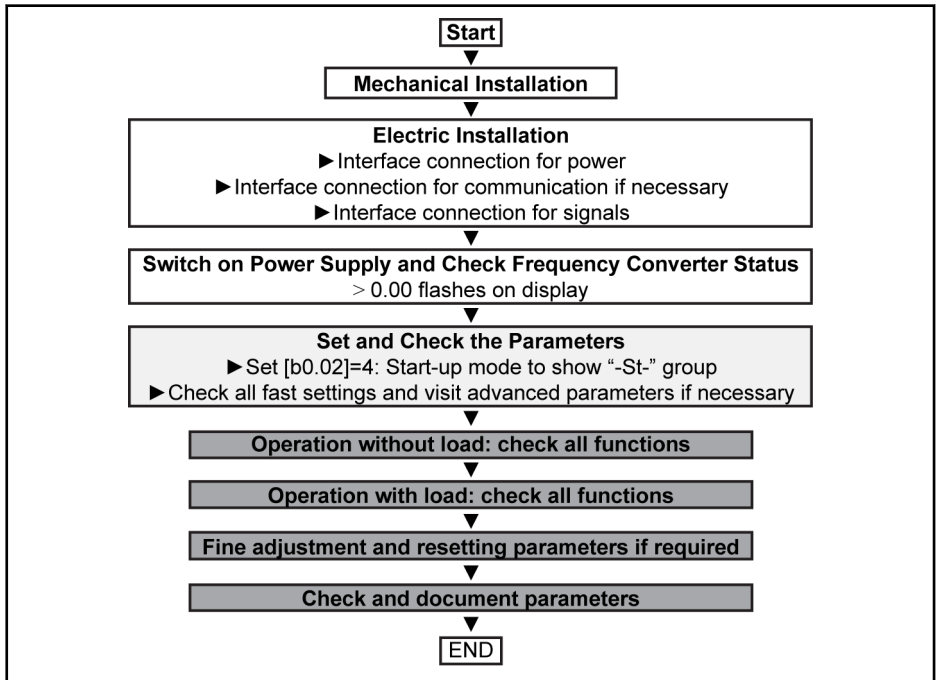 Start
Mechanical Installation
Electric Installation
►Interface connection for power
►Interface connection for communication if necessary
►Interface connection for signals
Switch on Power Supply and Check Frequency Converter Status
> 0.00 flashes on display
Set and Check the Parameters
►Set [b0.02]=4: Start-up mode to show “-St-” group
►Check all fast settings and visit advanced parameters if necessary
Operation without load: check all functions
Operation with load: check all functions
Fine adjustment and resetting parameters if required
Check and document parameters
END